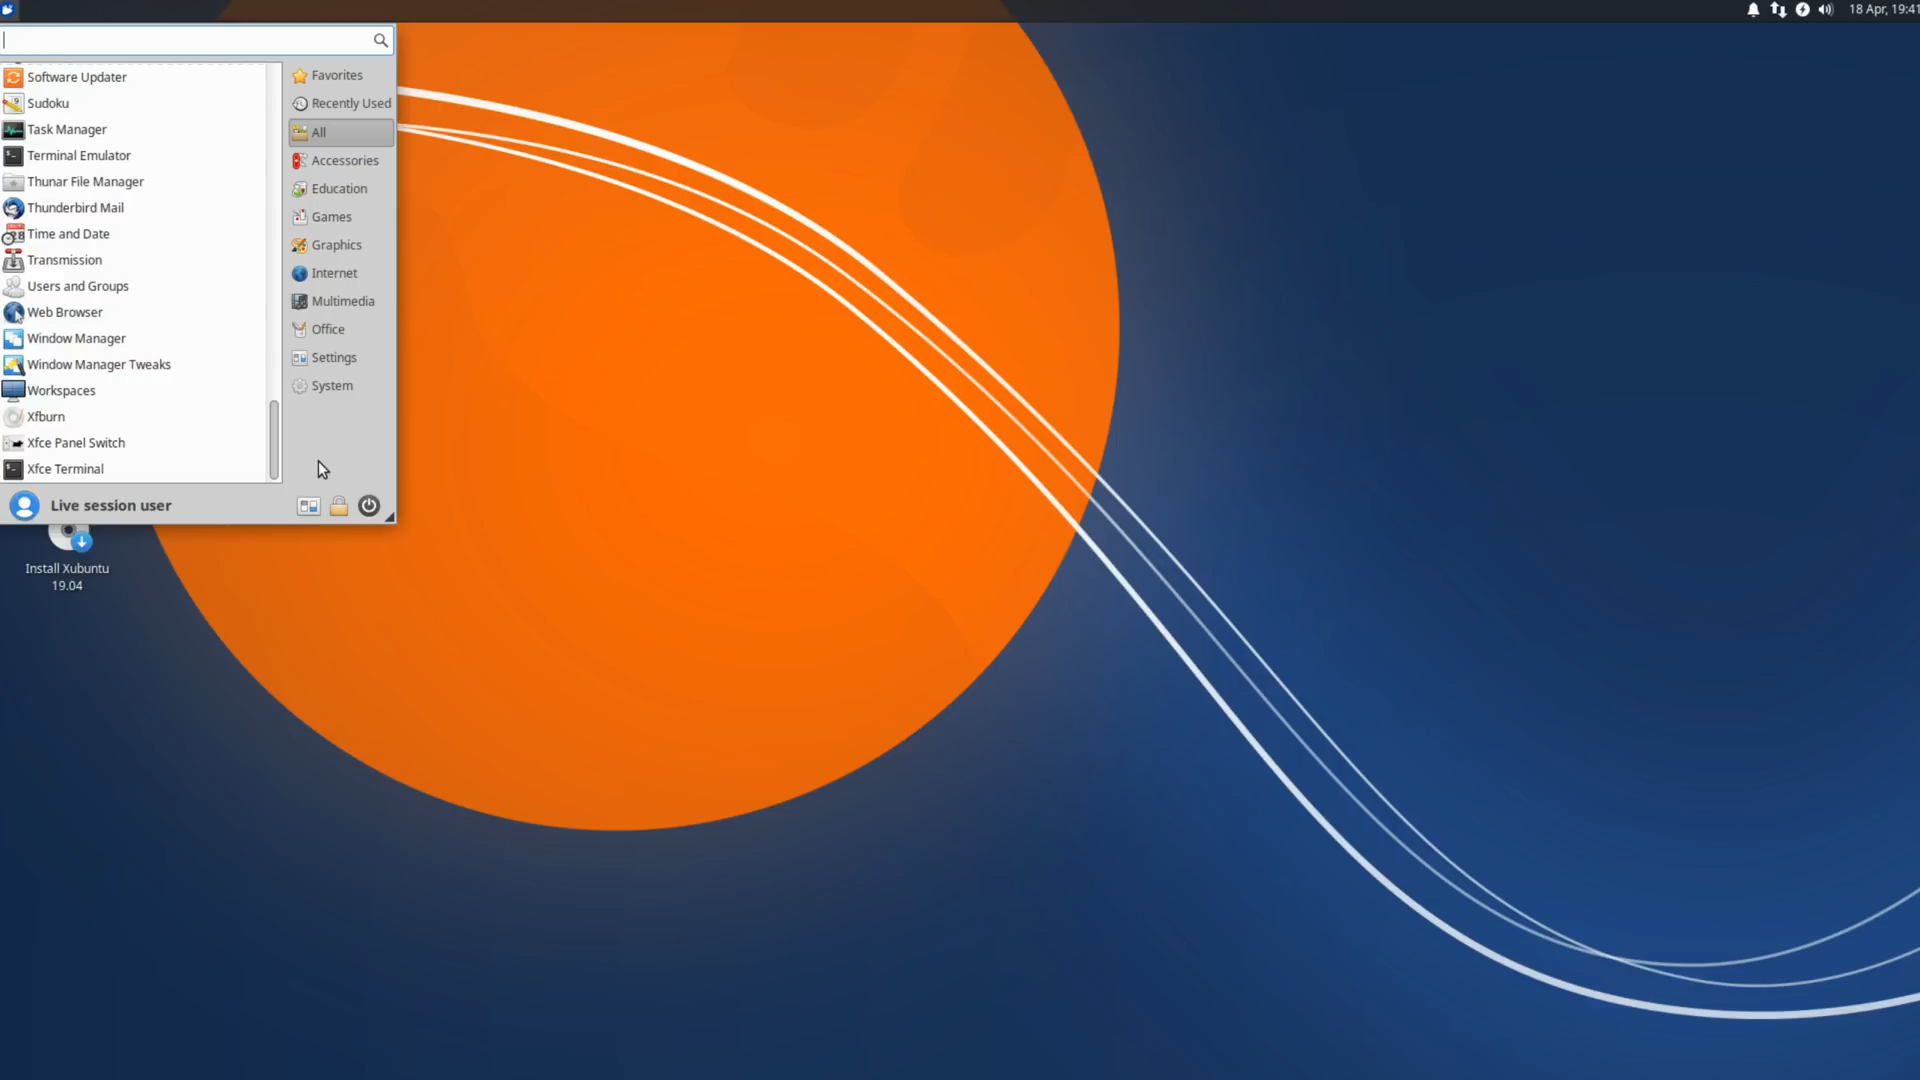 18 Apr, 19:41
Software Updater
Sudoku
Task Manager
Terminal Emulator
Thunar File Manager
Thunderbird Mail
Time and Date
Transmission
Users and Groups
Web Browser
Window Manager
Window Manager Tweaks
Workspaces
Xfburn
Xfce Panel Switch
Xfce Terminal
Favorites
Recently Used
All
Accessories
Education
Games
Graphics
Internet
Multimedia
Office
Settings
System
Live session user
Install Xubuntu
19.04